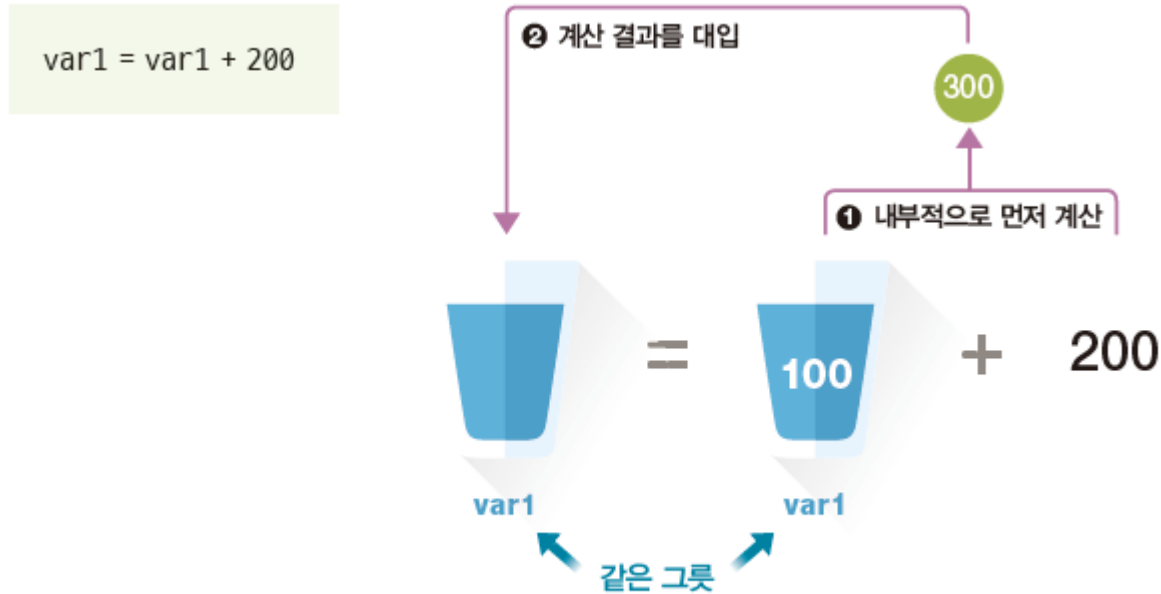 var1 = var1 + 200
❷ 계산 결과를 대입
300
❶ 내부적으로 먼저 계산
= 100 + 200
var1 var1
같은 그릇